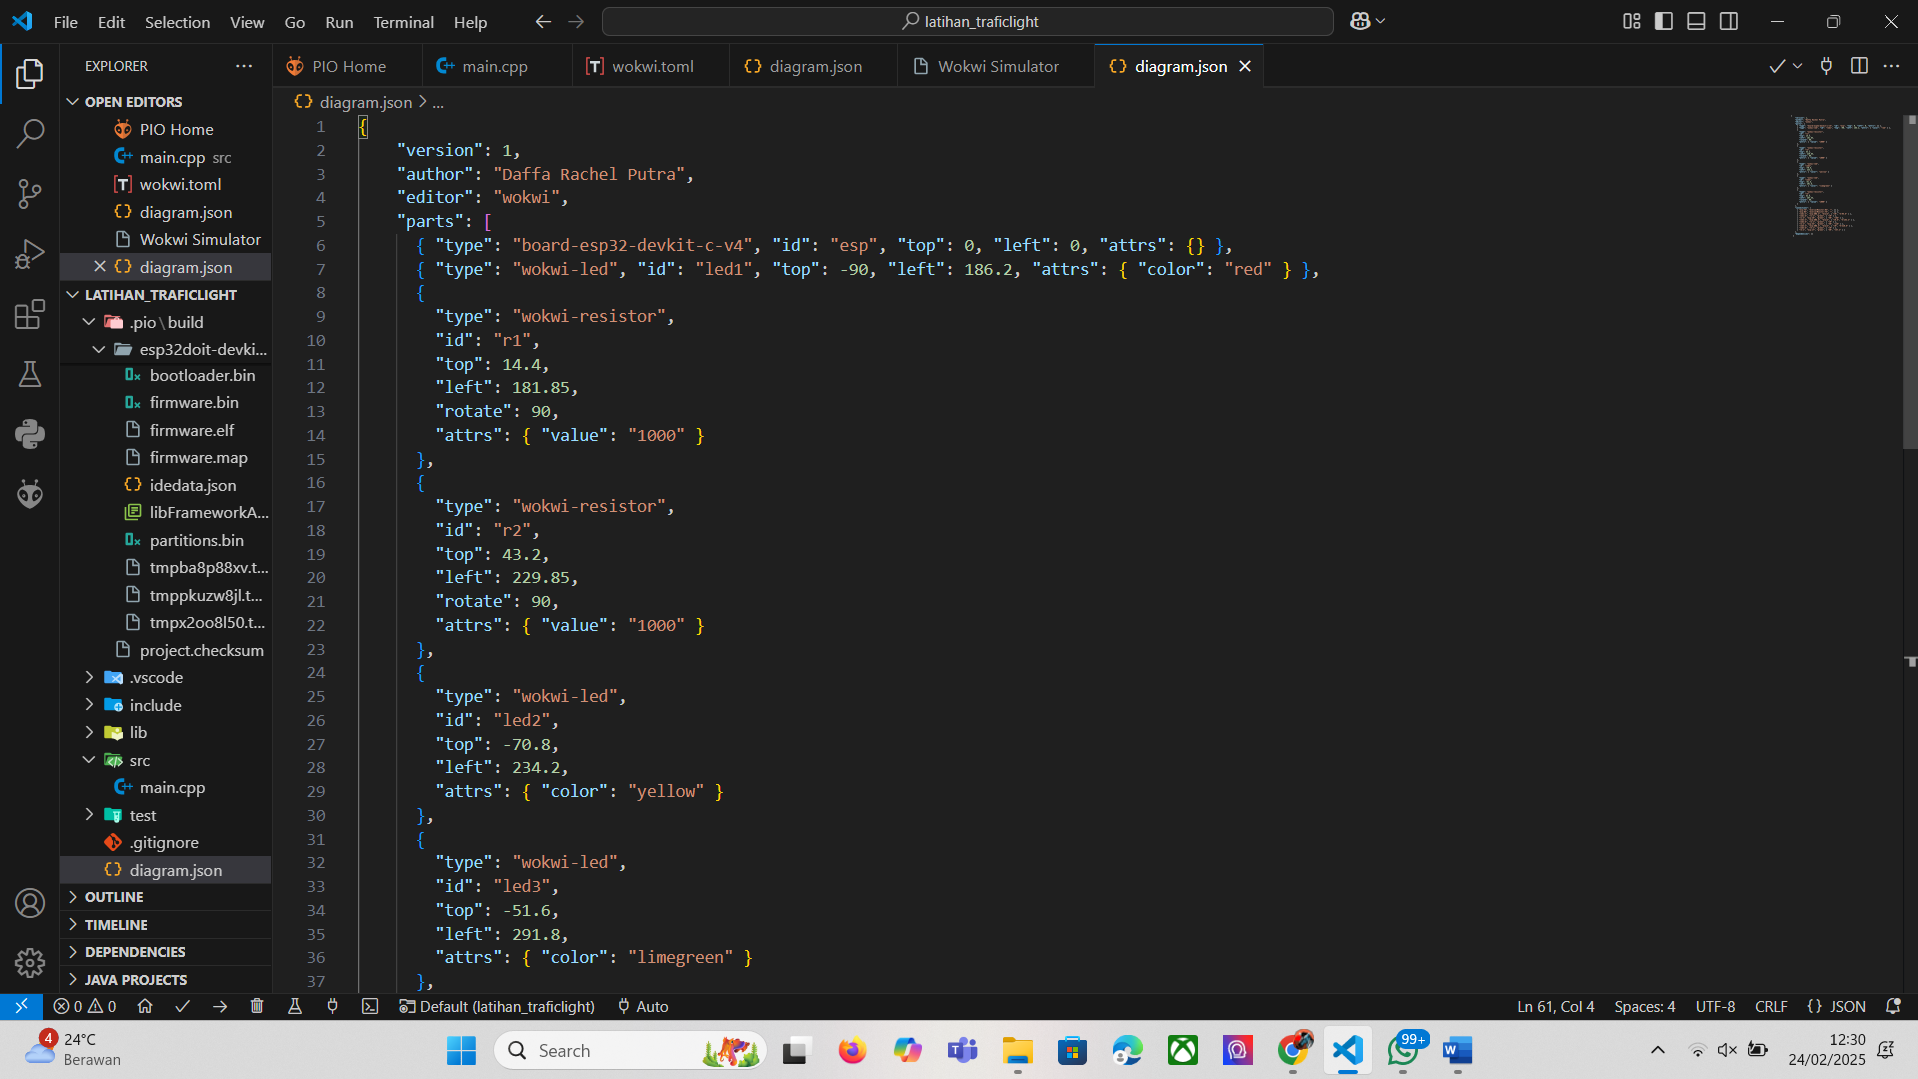 File Edit Selection View Go Run Terminal Help
latihan_traficlight
EXPLORER
PIO Home
main.cpp
wokwi.toml
diagram.json
Wokwi Simulator
diagram.json
OPEN EDITORS
PIO Home
main.cpp src
wokwi.toml
diagram.json
Wokwi Simulator
diagram.json
LATIHAN_TRAFICLIGHT
.pio\build
esp32doit-devki...
bootloader.bin
firmware.bin
firmware.elf
firmware.map
idedata.json
libFrameworkA...
partitions.bin
tmpba8p88xv.t...
tmppkuzw8jl.t...
tmpx2oo8l50.t...
project.checksum
.vscode
include
lib
src
main.cpp
test
.gitignore
diagram.json
OUTLINE
TIMELINE
DEPENDENCIES
JAVA PROJECTS
diagram.json > ...
1 {
2 "version": 1,
3 "author": "Daffa Rachel Putra",
4 "editor": "wokwi",
5 "parts": [
6 { "type": "board-esp32-devkit-c-v4", "id": "esp", "top": 0, "left": 0, "attrs": {} },
7 { "type": "wokwi-led", "id": "led1", "top": -90, "left": 186.2, "attrs": { "color": "red" } },
8 {
9 "type": "wokwi-resistor",
10 "id": "r1",
11 "top": 14.4,
12 "left": 181.85,
13 "rotate": 90,
14 "attrs": { "value": "1000" }
15 },
16 {
17 "type": "wokwi-resistor",
18 "id": "r2",
19 "top": 43.2,
20 "left": 229.85,
21 "rotate": 90,
22 "attrs": { "value": "1000" }
23 },
24 {
25 "type": "wokwi-led",
26 "id": "led2",
27 "top": -70.8,
28 "left": 234.2,
29 "attrs": { "color": "yellow" }
30 },
31 {
32 "type": "wokwi-led",
33 "id": "led3",
34 "top": -51.6,
35 "left": 291.8,
36 "attrs": { "color": "limegreen" }
37 },
0 0 Default (latihan_traficlight) Auto Ln 61, Col 4 Spaces: 4 UTF-8 CRLF {} JSON
4
24°C
Berawan
Search
99+
12:30
24/02/2025